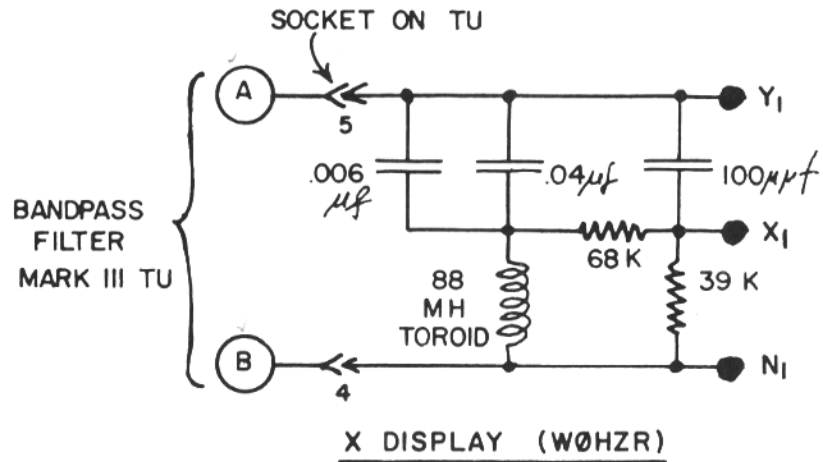 SOCKET ON TU
A
5
Y1
.006 μf
.04μf
100μμf
BANDPASS
FILTER
MARK III TU
X1
68 K
88
MH
TOROID
39 K
B
4
N1
X DISPLAY (WØHZR)